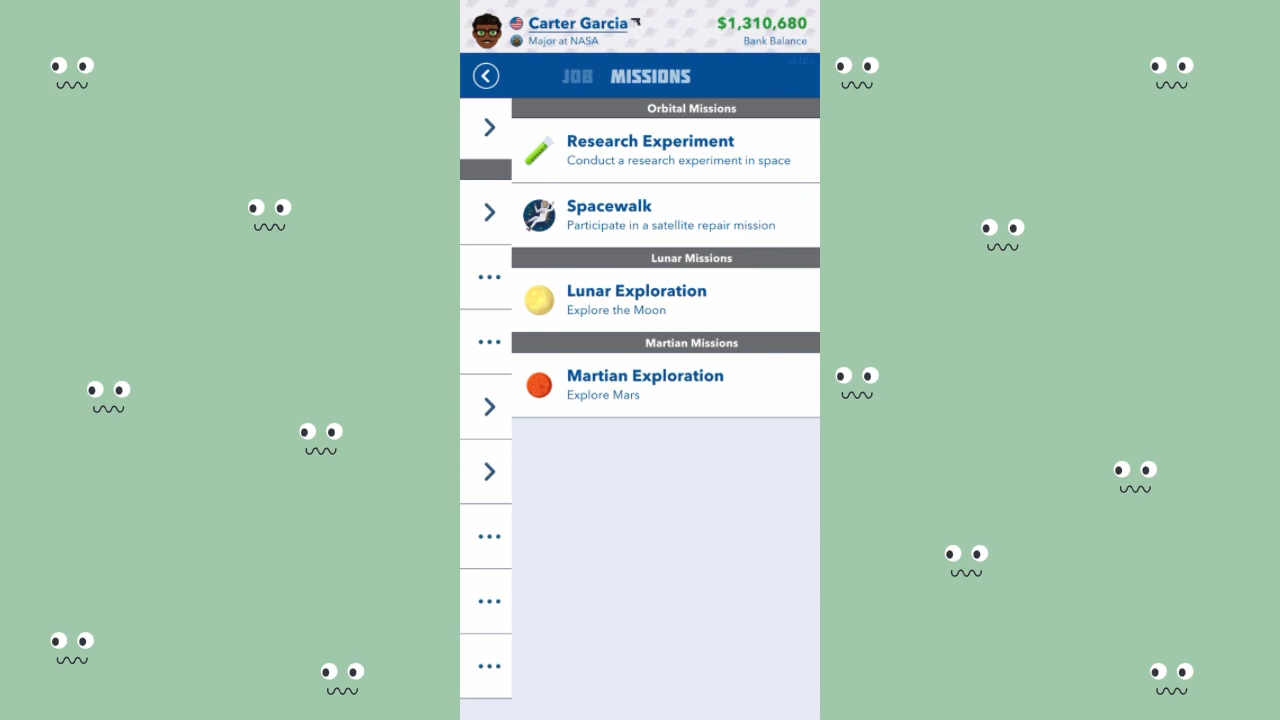 Carter Garcia
$1,310,680
Major at NASA
Bank Balance
JOB MISSIONS
Orbital Missions
Research Experiment
Conduct a research experiment in space
Spacewalk
Participate in a satellite repair mission
Lunar Missions
Lunar Exploration
Explore the Moon
Martian Missions
Martian Exploration
Explore Mars